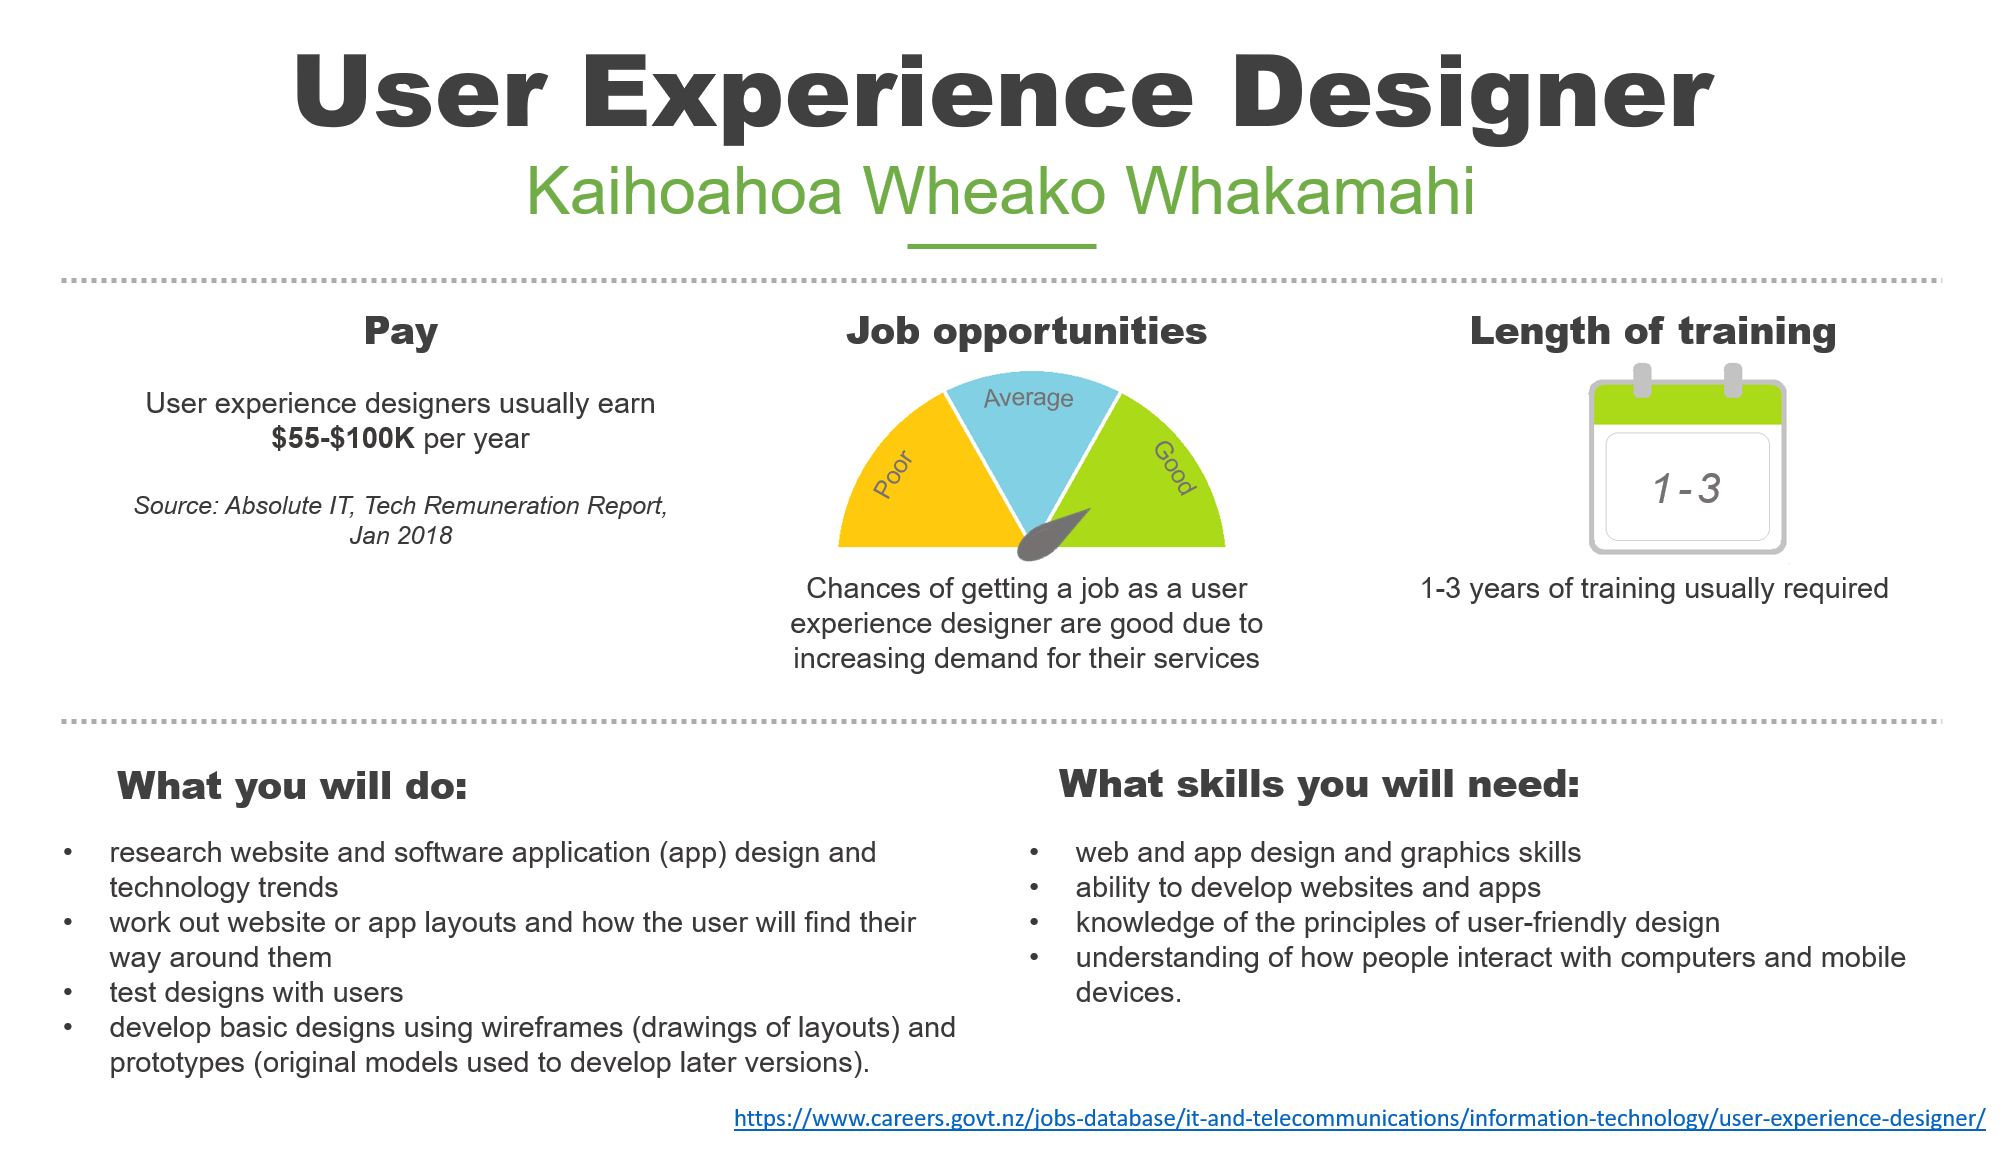 User Experience Designer
Kaihoahoa Wheako Whakamahi
Pay
User experience designers usually earn
$55-$100K per year
Source: Absolute IT, Tech Remuneration Report,
Jan 2018
Job opportunities
Poor
Average
Good
Chances of getting a job as a user
experience designer are good due to
increasing demand for their services
Length of training
1-3
1-3 years of training usually required
What you will do:
• research website and software application (app) design and
technology trends
• work out website or app layouts and how the user will find their
way around them
• test designs with users
• develop basic designs using wireframes (drawings of layouts) and
prototypes (original models used to develop later versions).
What skills you will need:
• web and app design and graphics skills
• ability to develop websites and apps
• knowledge of the principles of user-friendly design
• understanding of how people interact with computers and mobile
devices.
https://www.careers.govt.nz/jobs-database/it-and-telecommunications/information-technology/user-experience-designer/